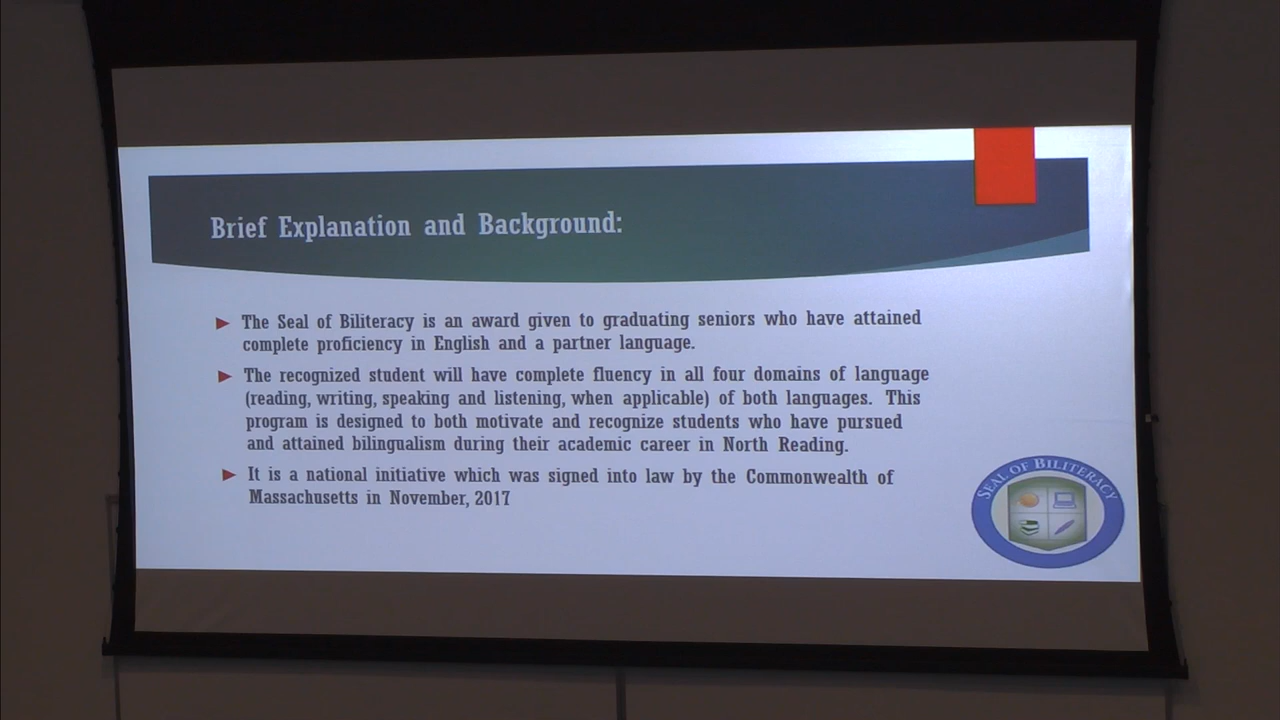 Brief Explanation and Background:
► The Seal of Biliteracy is an award given to graduating seniors who have attained
complete proficiency in English and a partner language.
► The recognized student will have complete fluency in all four domains of language
(reading, writing, speaking and listening, when applicable) of both languages. This
program is designed to both motivate and recognize students who have pursued
and attained bilingualism during their academic career in North Reading.
► It is a national initiative which was signed into law by the Commonwealth of
Massachusetts in November, 2017
SEAL OF BILITERACY